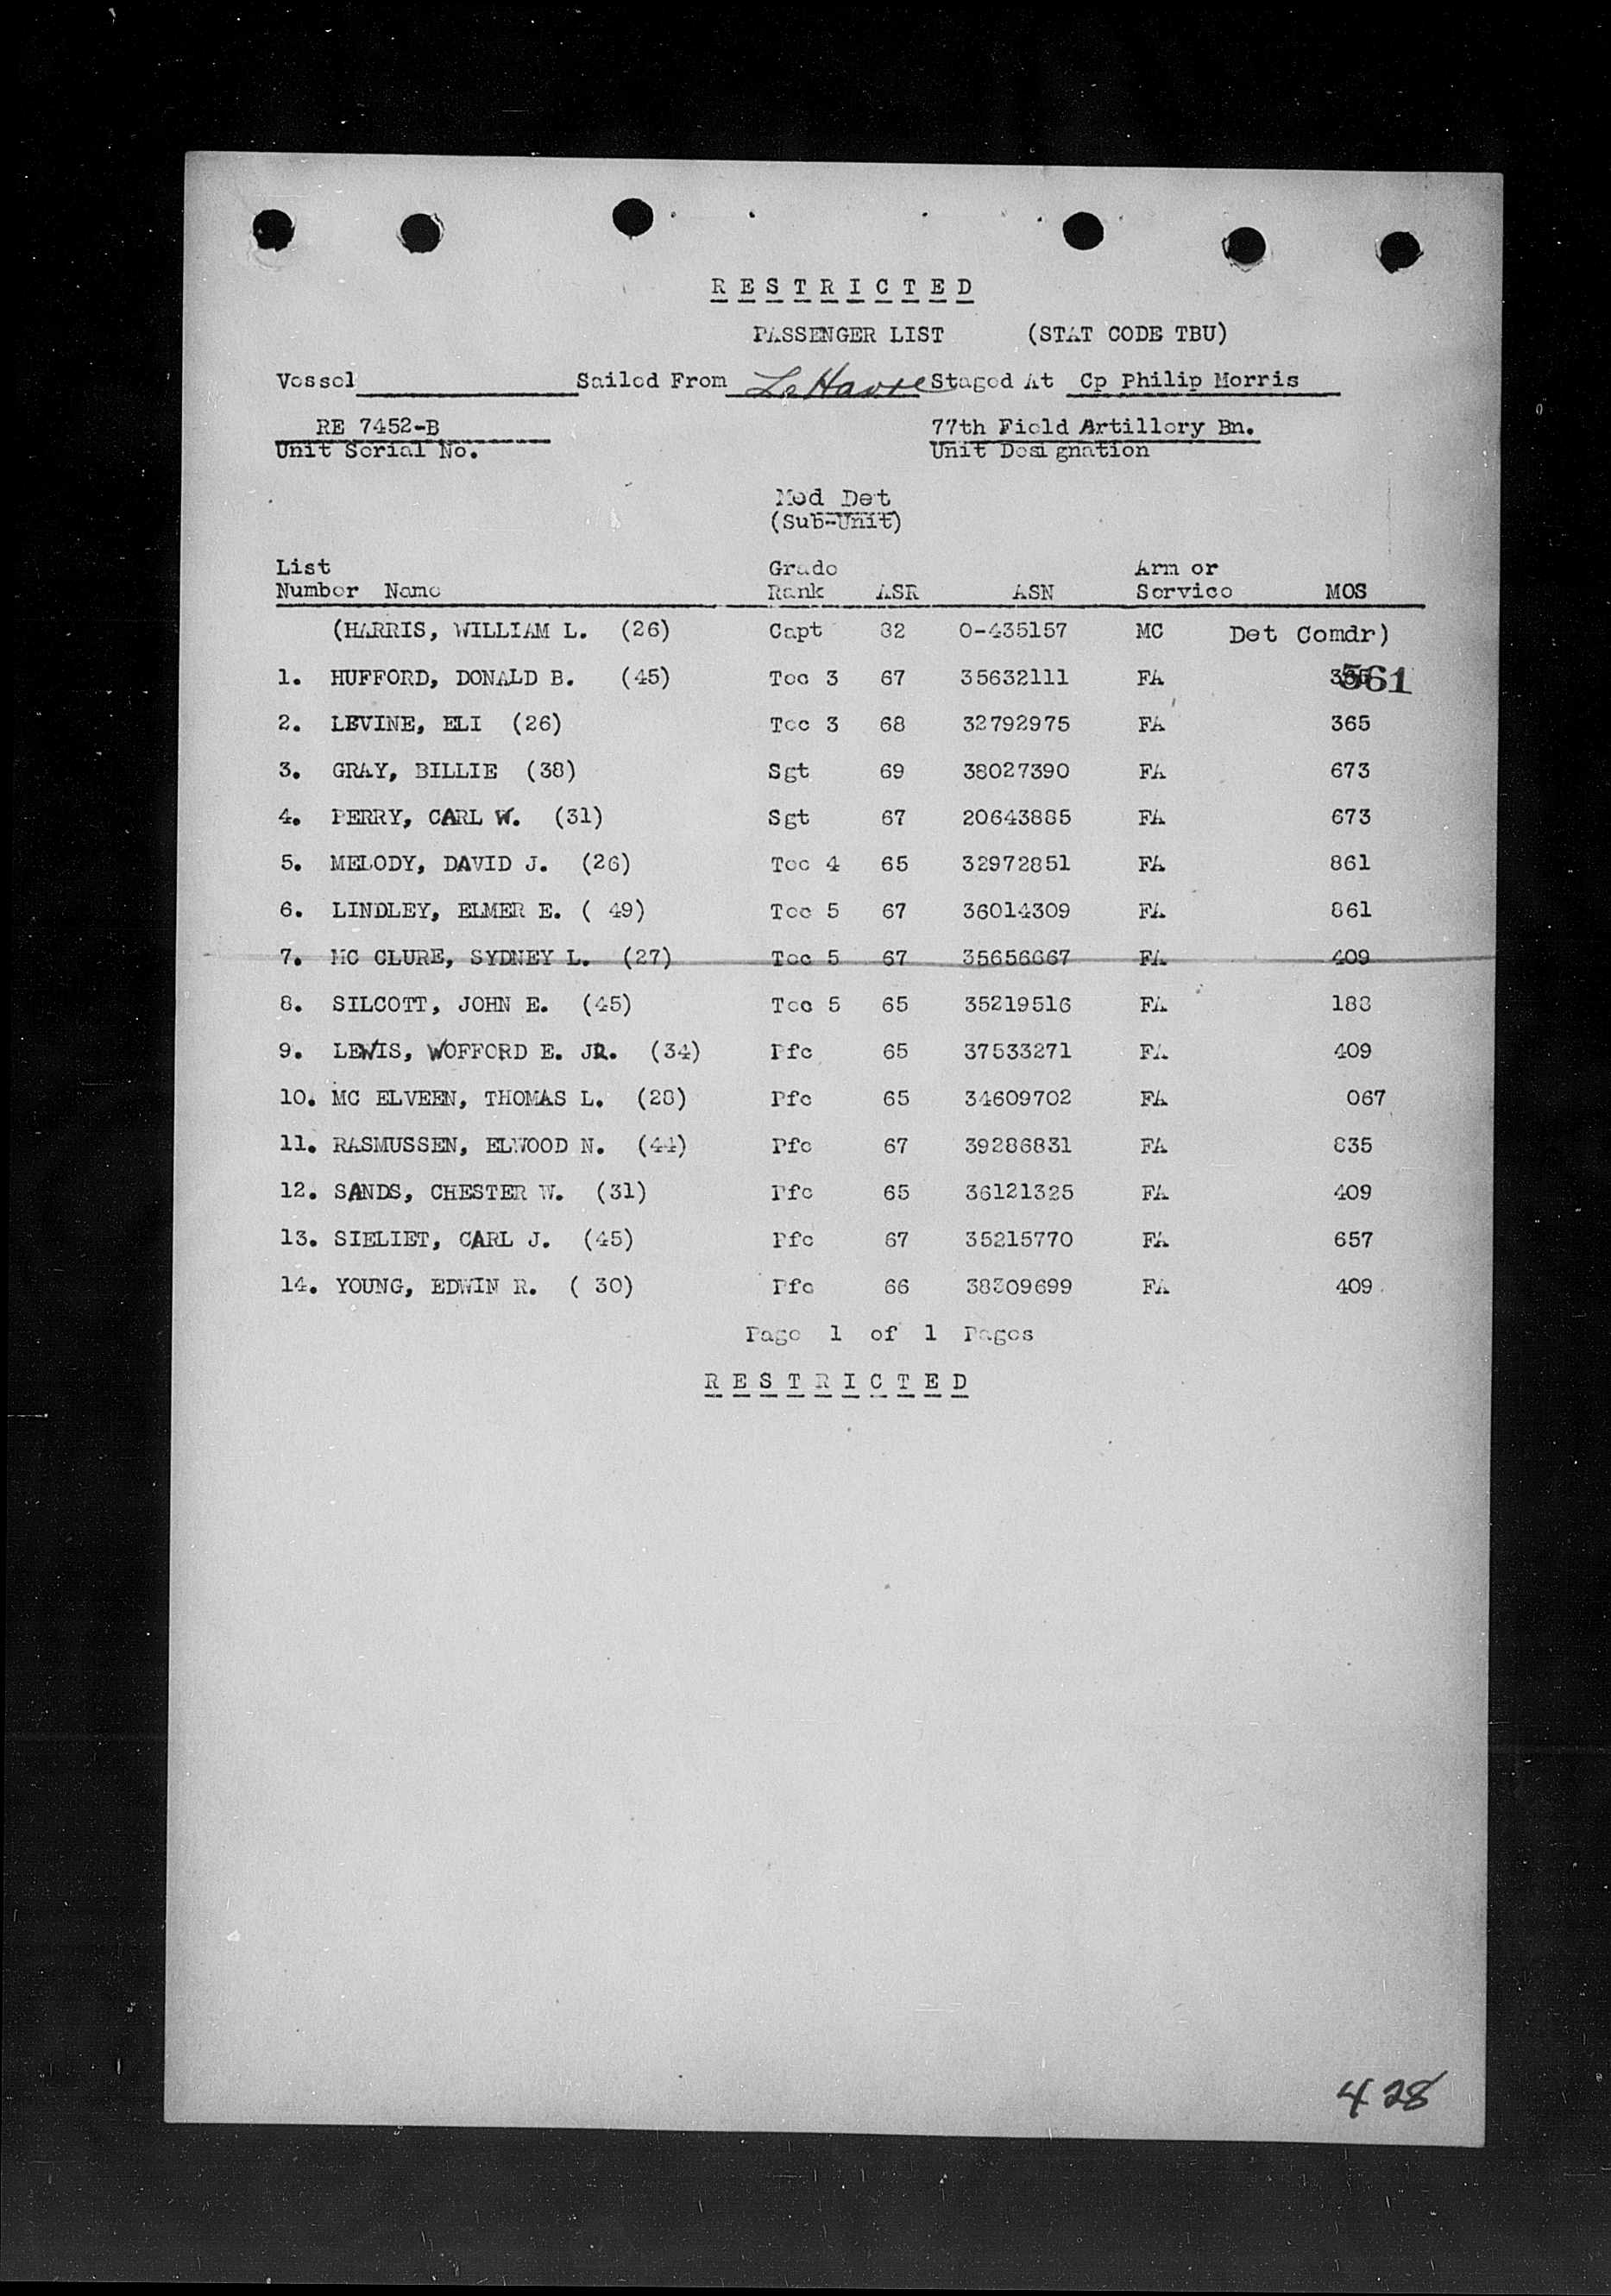 RESTRICTED
PASSENGER LIST (STAT CODE TBU)
Vessel Sailed From Le Havre Staged At Cp Philip Morris
RE 7452-B 77th Field Artillery Bn.
Unit Serial No. Unit Designation
Med Det
(Sub-Unit)
List Grade Arm or
Number Name Rank ASR ASN Service MOS
(HARRIS, WILLIAM L. (26) Capt 82 O-435157 MC Det Comdr)
1. HUFFORD, DONALD B. (45) Tec 3 67 35632111 FA 561
2. LEVINE, ELI (26) Tec 3 68 32792975 FA 365
3. GRAY, BILLIE (38) Sgt 69 38027390 FA 673
4. PERRY, CARL W. (31) Sgt 67 20643885 FA 673
5. MELODY, DAVID J. (26) Tec 4 65 32972851 FA 861
6. LINDLEY, ELMER E. ( 49) Tec 5 67 36014309 FA 861
7. MC CLURE, SYDNEY L. (27) Tec 5 67 35656667 FA 409
8. SILCOTT, JOHN E. (45) Tec 5 65 35219516 FA 188
9. LEWIS, WOFFORD E. JR. (34) Pfc 65 37533271 FA 409
10. MC ELVEEN, THOMAS L. (28) Pfc 65 34609702 FA 067
11. RASMUSSEN, ELWOOD N. (44) Pfc 67 39286831 FA 835
12. SANDS, CHESTER W. (31) Pfc 65 36121325 FA 409
13. SIELIET, CARL J. (45) Pfc 67 35215770 FA 657
14. YOUNG, EDWIN R. ( 30) Pfc 66 38309699 FA 409
Page 1 of 1 Pages
RESTRICTED
428